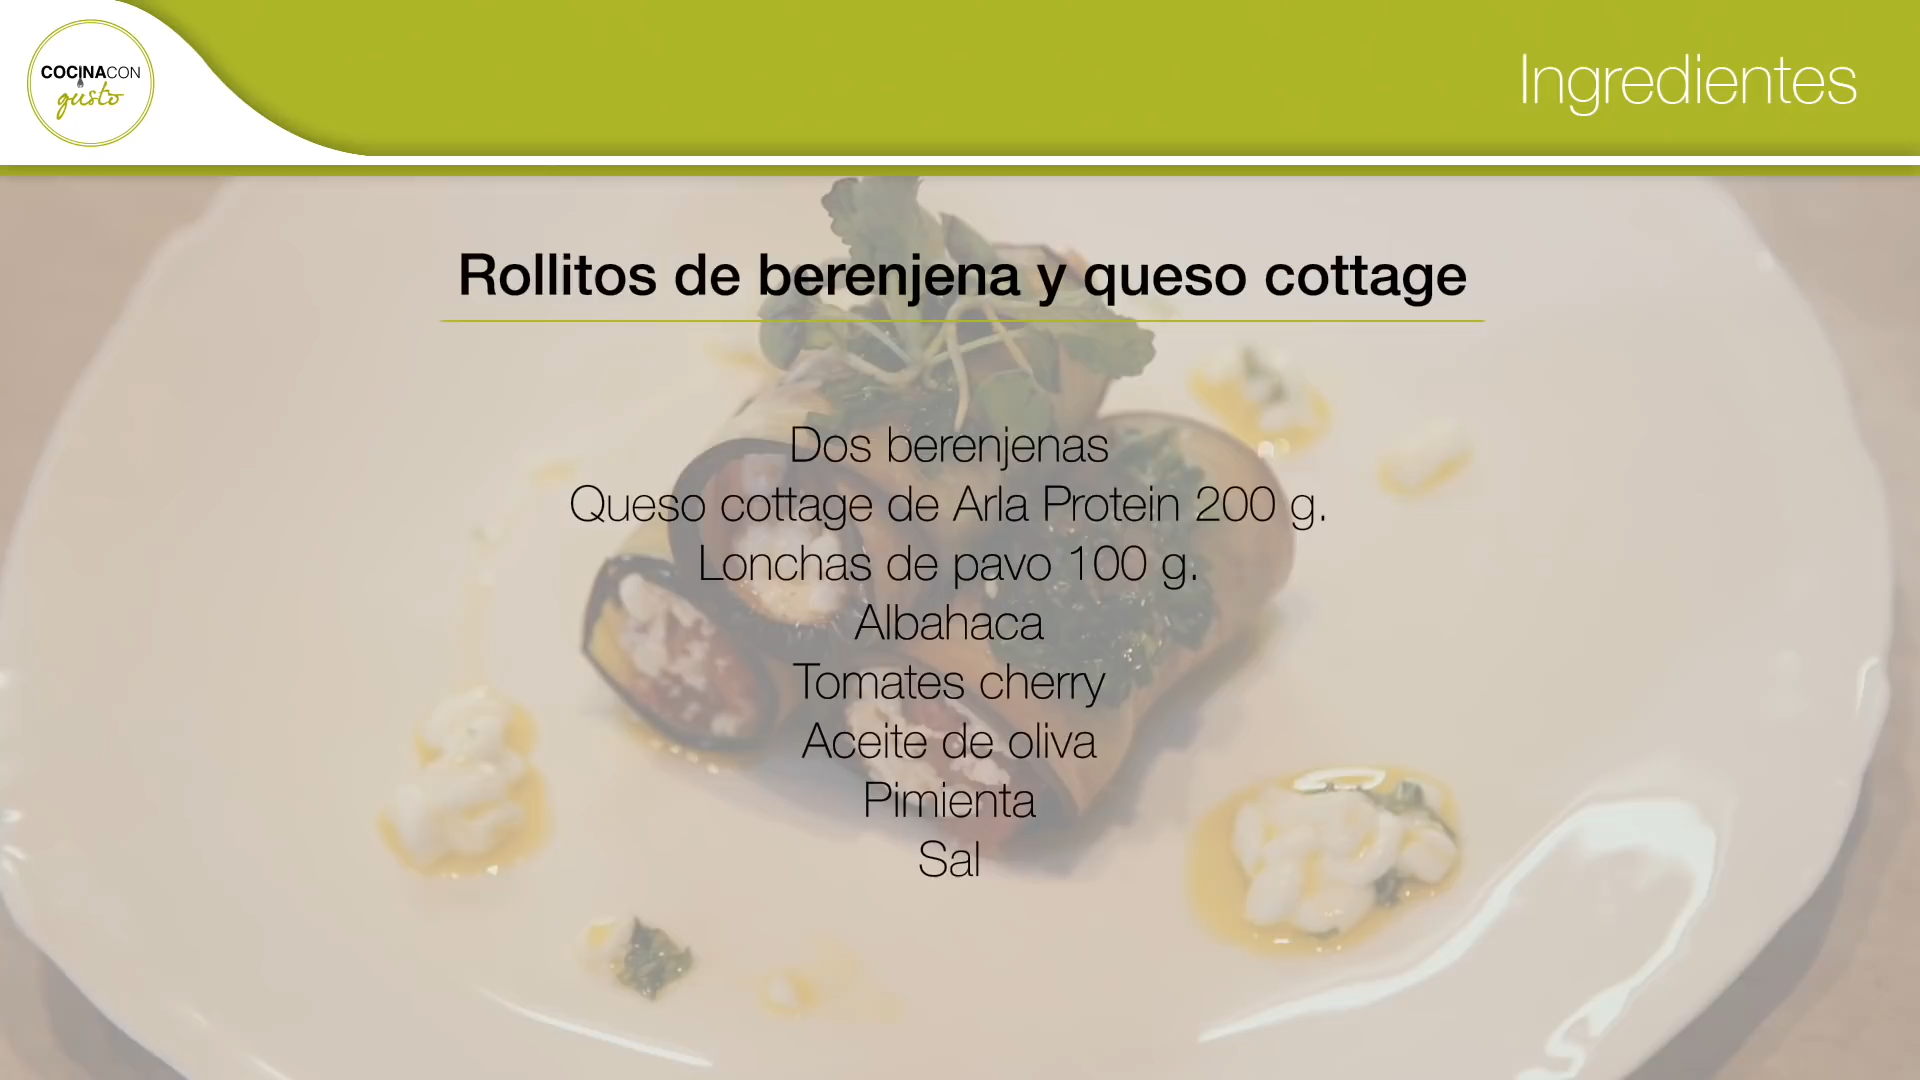 COCINACON
gusto
Ingredientes
Rollitos de berenjena y queso cottage
Dos berenjenas
Queso cottage de Arla Protein 200 g.
Lonchas de pavo 100 g.
Albahaca
Tomates cherry
Aceite de oliva
Pimienta
Sal